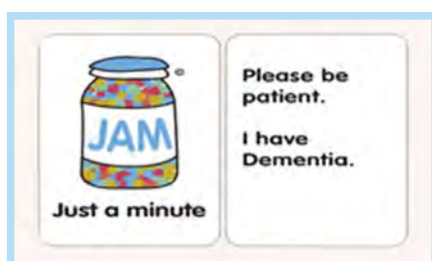 JAM
Just a minute
Please be
patient.
I have
Dementia.